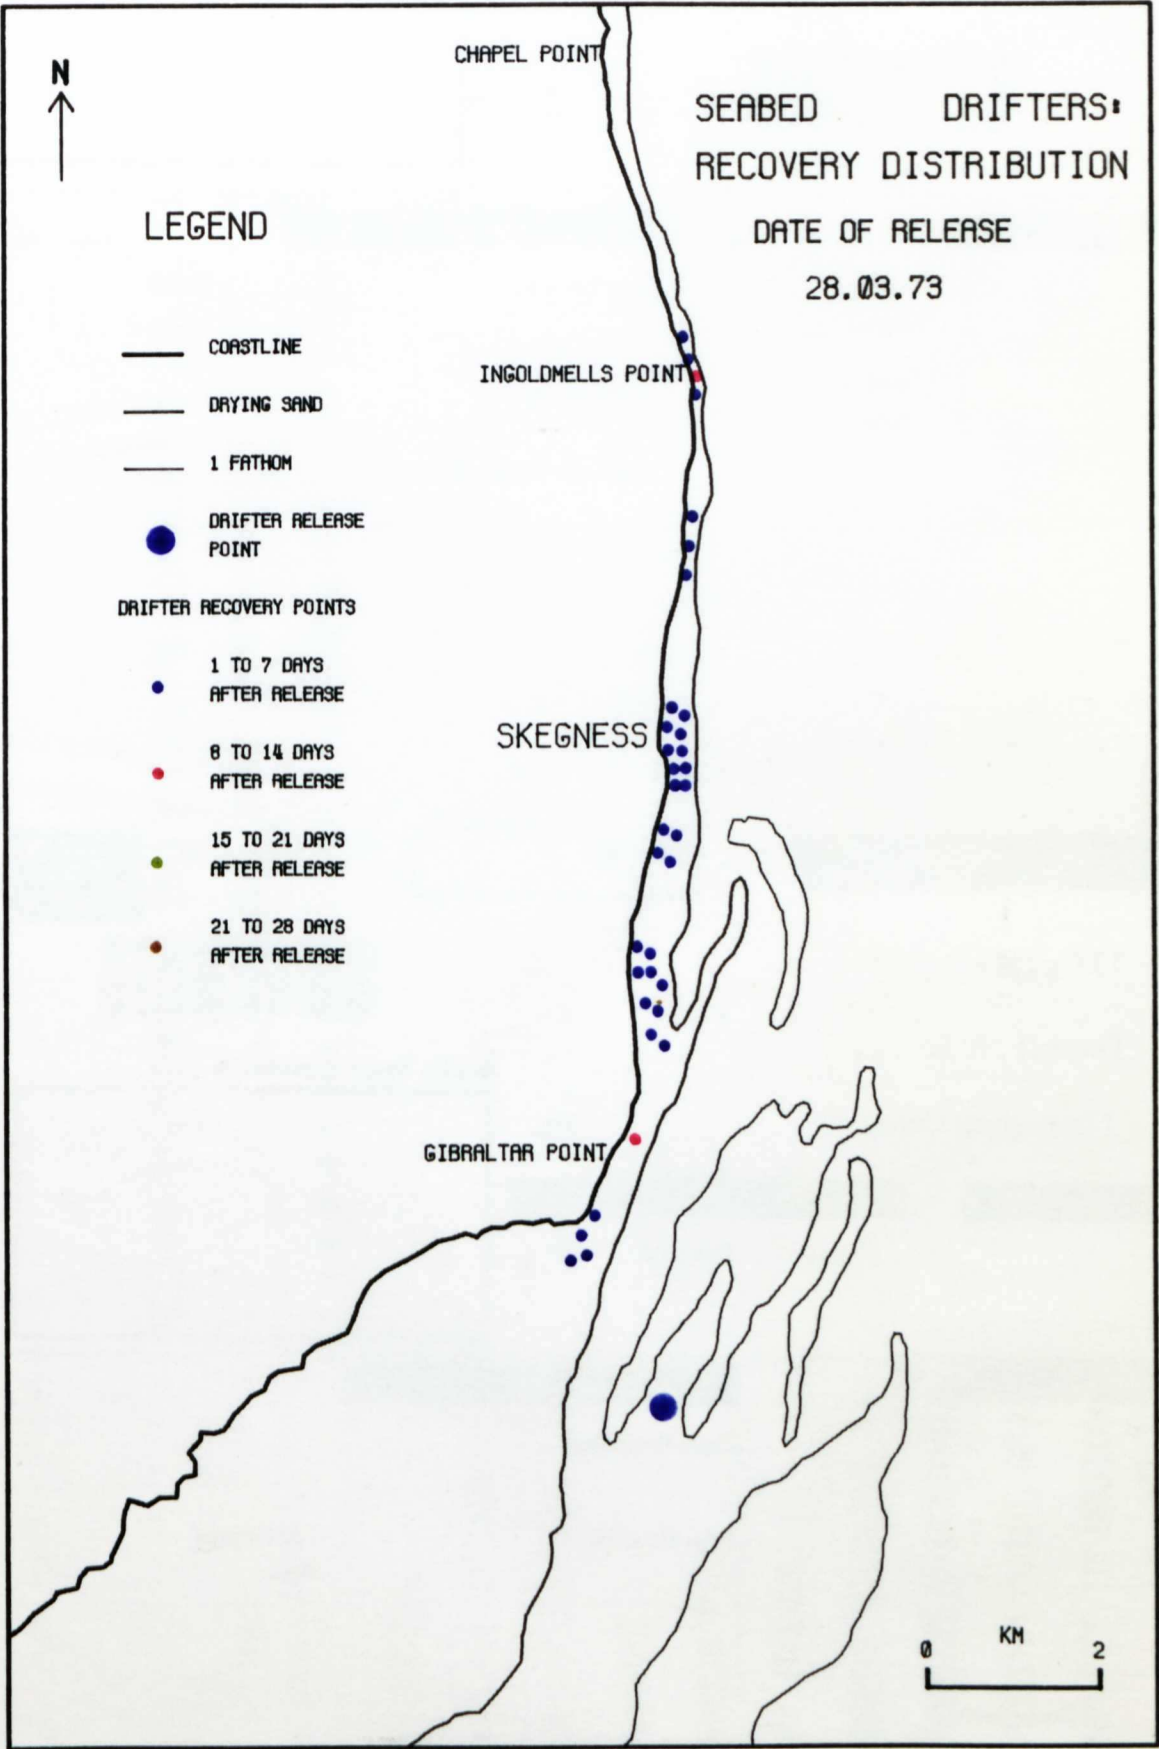 CHAPEL POINT
N
SEABED DRIFTERS:
RECOVERY DISTRIBUTION
DATE OF RELEASE
28.03.73
LEGEND
COASTLINE
DRYING SAND
1 FATHOM
DRIFTER RELEASE
POINT
DRIFTER RECOVERY POINTS
1 TO 7 DAYS
AFTER RELEASE
8 TO 14 DAYS
AFTER RELEASE
15 TO 21 DAYS
AFTER RELEASE
21 TO 28 DAYS
AFTER RELEASE
INGOLDMELLS POINT
SKEGNESS
GIBRALTAR POINT
KM
0 2